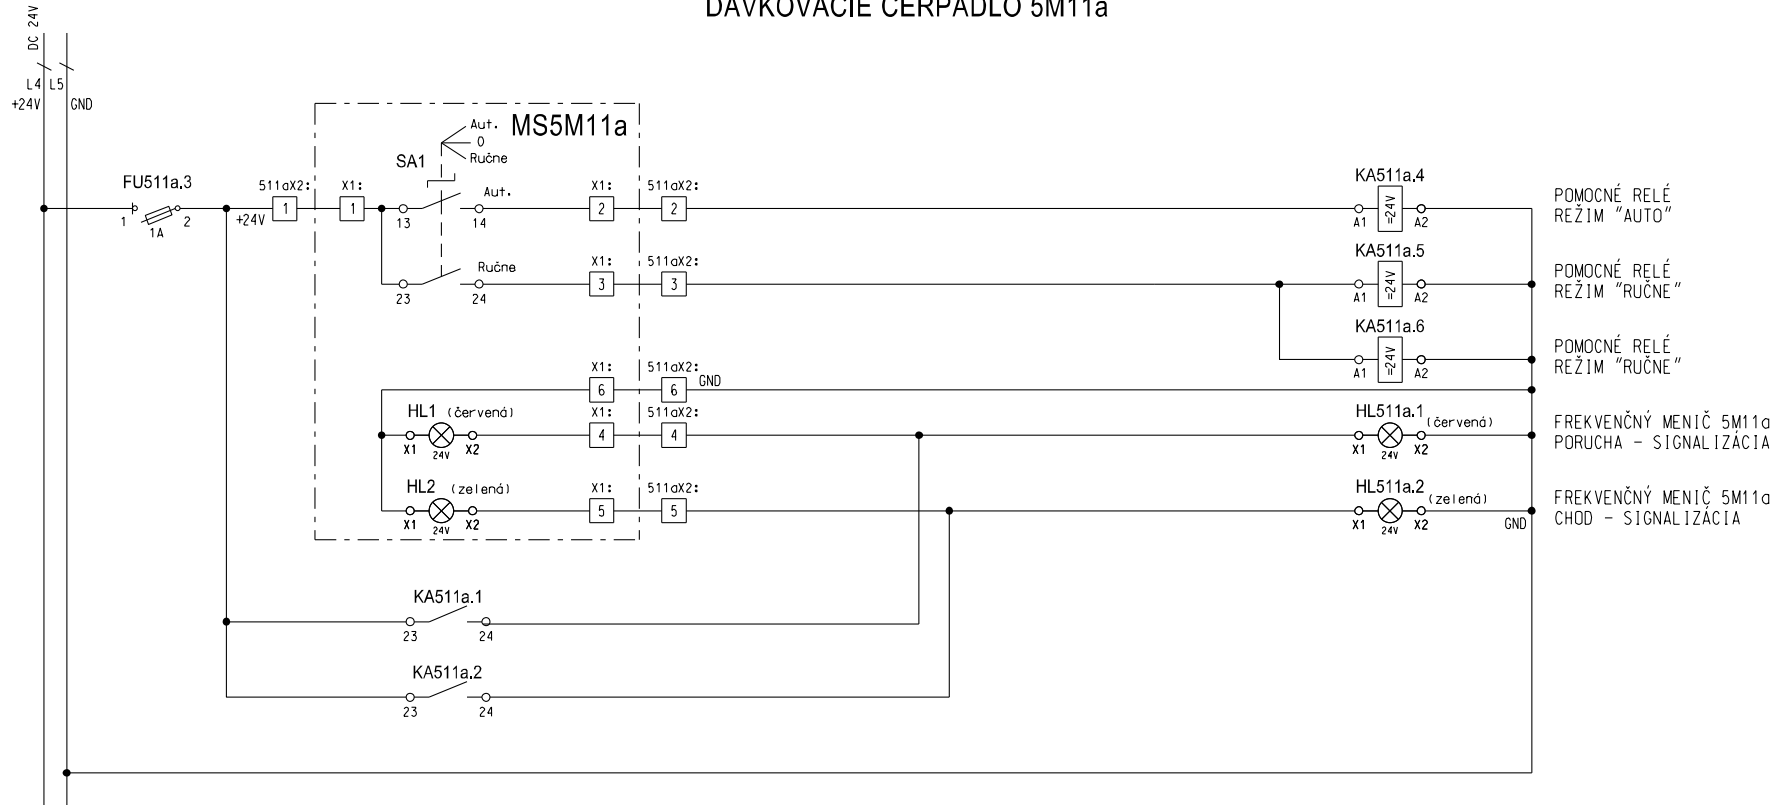 DÁVKOVACIE ČERPADLO 5M11a
DC 24V
L4 L5
+24V GND
MS5M11a
Aut.
0
Ručne
SA1
FU511a.3
1 2
1A
+24V
511aX2: X1:
1 1
13 14
Aut.
X1: 511aX2:
2 2
KA511a.4
A1 =24V A2
POMOCNÉ RELÉ
REŽIM "AUTO"
Ručne
23 24
X1: 511aX2:
3 3
KA511a.5
A1 =24V A2
POMOCNÉ RELÉ
REŽIM "RUČNE"
KA511a.6
A1 =24V A2
POMOCNÉ RELÉ
REŽIM "RUČNE"
X1: 511aX2:
6 6 GND
HL1 (červená)
X1 24V X2
X1: 511aX2:
4 4
HL511a.1 (červená)
X1 24V X2
FREKVENČNÝ MENIČ 5M11a
PORUCHA - SIGNALIZÁCIA
HL2 (zelená)
X1 24V X2
X1: 511aX2:
5 5
HL511a.2 (zelená)
X1 24V X2
GND
FREKVENČNÝ MENIČ 5M11a
CHOD - SIGNALIZÁCIA
KA511a.1
23 24
KA511a.2
23 24